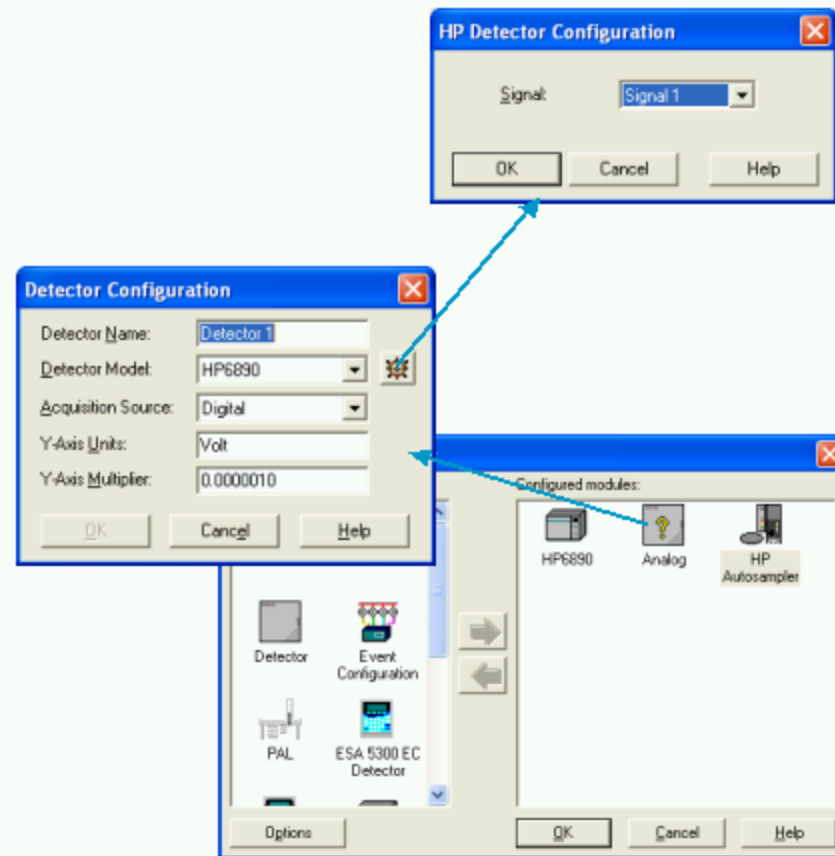 HP Detector Configuration
Signal:
Signal 1
OK
Cancel
Help
Detector Configuration
Detector Name:
Detector 1
Detector Model:
HP6890
Acquisition Source:
Digital
Y-Axis Units:
Volt
Y-Axis Multiplier:
0.0000010
OK
Cancel
Help
Configured modules:
HP6890
Analog
HP
Autosampler
Detector
Event
Configuration
PAL
ESA 5300 EC
Detector
Options
OK
Cancel
Help